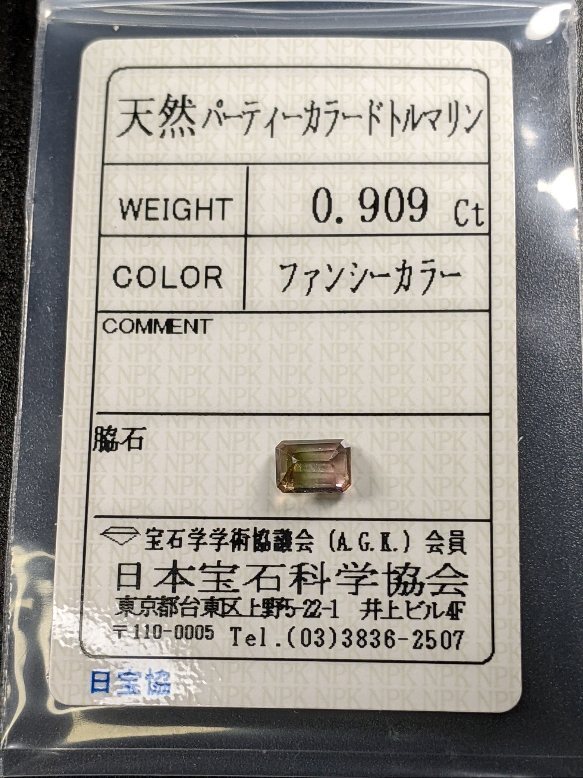 天然パーティーカラードトルマリン
WEIGHT 0.909 Ct
COLOR ファンシーカラー
COMMENT
脇石
宝石学学術協議会 (A.G.K.) 会員
日本宝石科学協会
東京都台東区上野5-22-1 井上ビル4F
〒110-0005 Tel.(03)3836-2507
日宝協